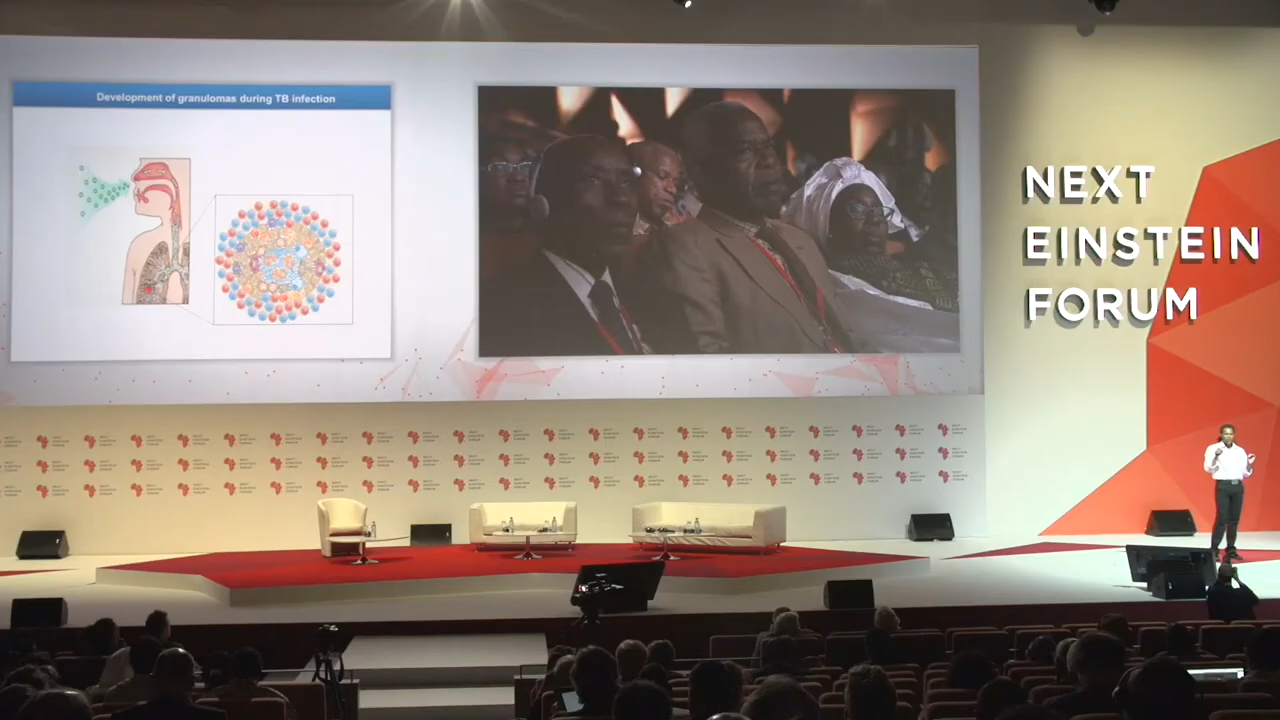 Development of granulomas during TB infection
NEXT
EINSTEIN
FORUM